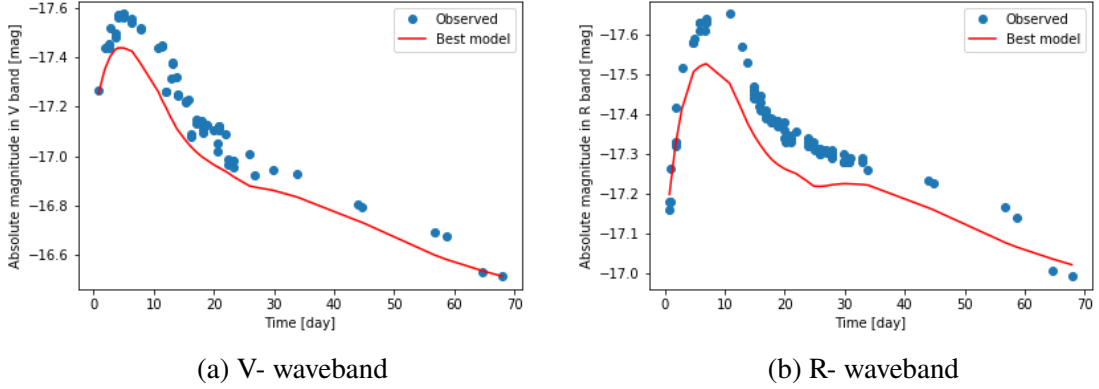 Absolute magnitude in V band [mag]
−17.6
−17.4
−17.2
−17.0
−16.8
−16.6
Observed
Best model
0 10 20 30 40 50 60 70
Time [day]
(a) V- waveband
Absolute magnitude in R band [mag]
−17.6
−17.5
−17.4
−17.3
−17.2
−17.1
−17.0
Observed
Best model
0 10 20 30 40 50 60 70
Time [day]
(b) R- waveband